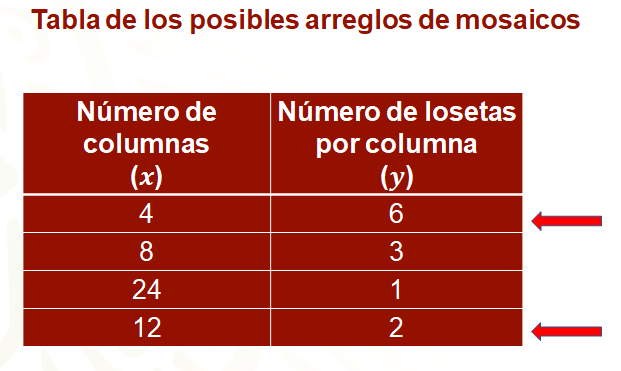 Tabla de los posibles arreglos de mosaicos
Número de columnas (x) Número de losetas por columna (y)
4 6
8 3
24 1
12 2